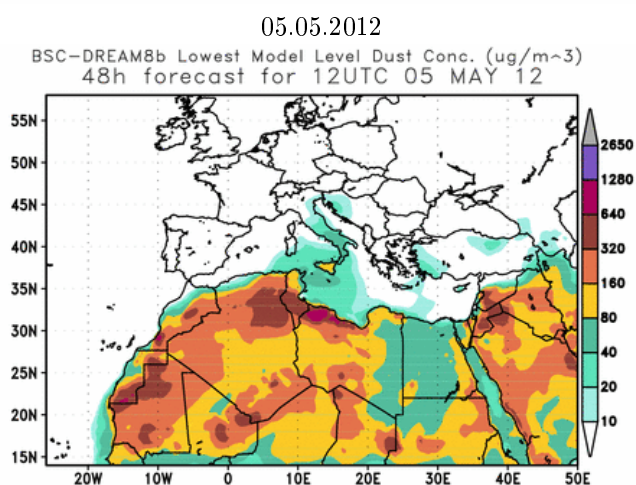 05.05.2012
BSC-DREAM8b Lowest Model Level Dust Conc. (ug/m^3)
48h forecast for 12UTC 05 MAY 12
55N
50N
45N
40N
35N
30N
25N
20N
15N
20W 10W 0 10E 20E 30E 40E 50E
2650
1280
640
320
160
80
40
20
10